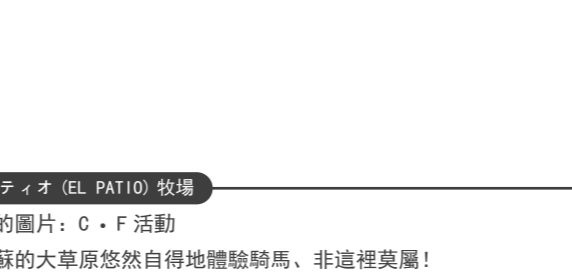 ティオ (EL PATIO) 牧場
的圖片: C・F 活動
蘇的大草原悠然自得地體驗騎馬、非這裡莫屬!